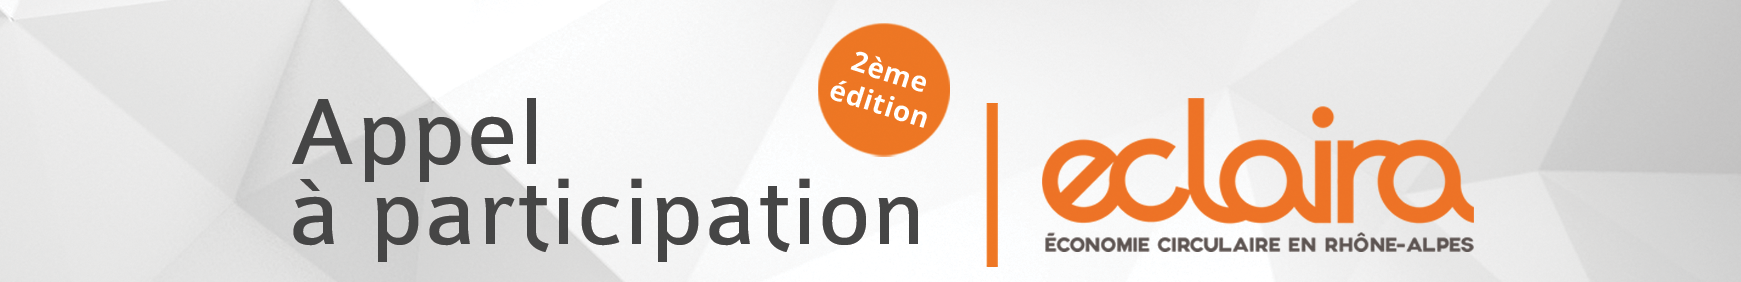 Appel
à participation
2ème
édition
eclaira
ÉCONOMIE CIRCULAIRE EN RHÔNE-ALPES